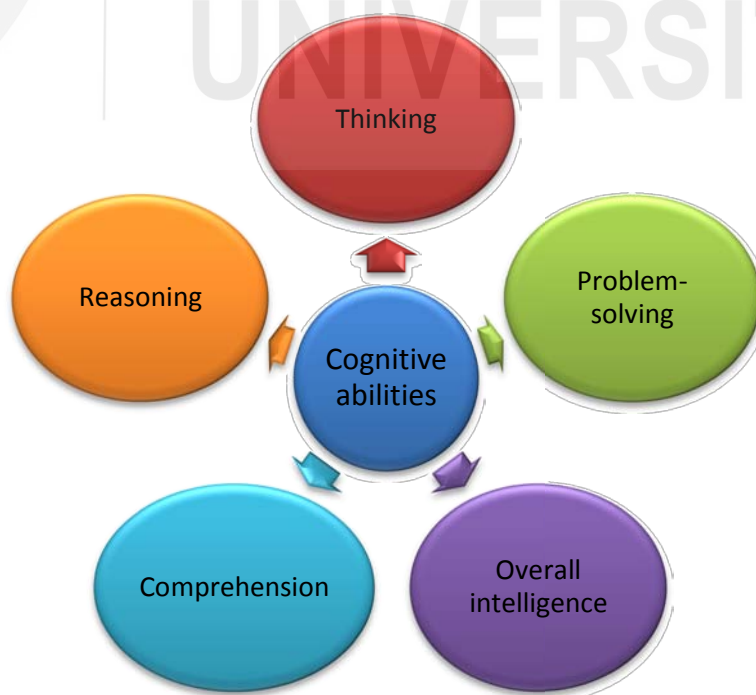 UNIVERSI
Thinking
Reasoning
Problem-
solving
Cognitive
abilities
Comprehension
Overall
intelligence